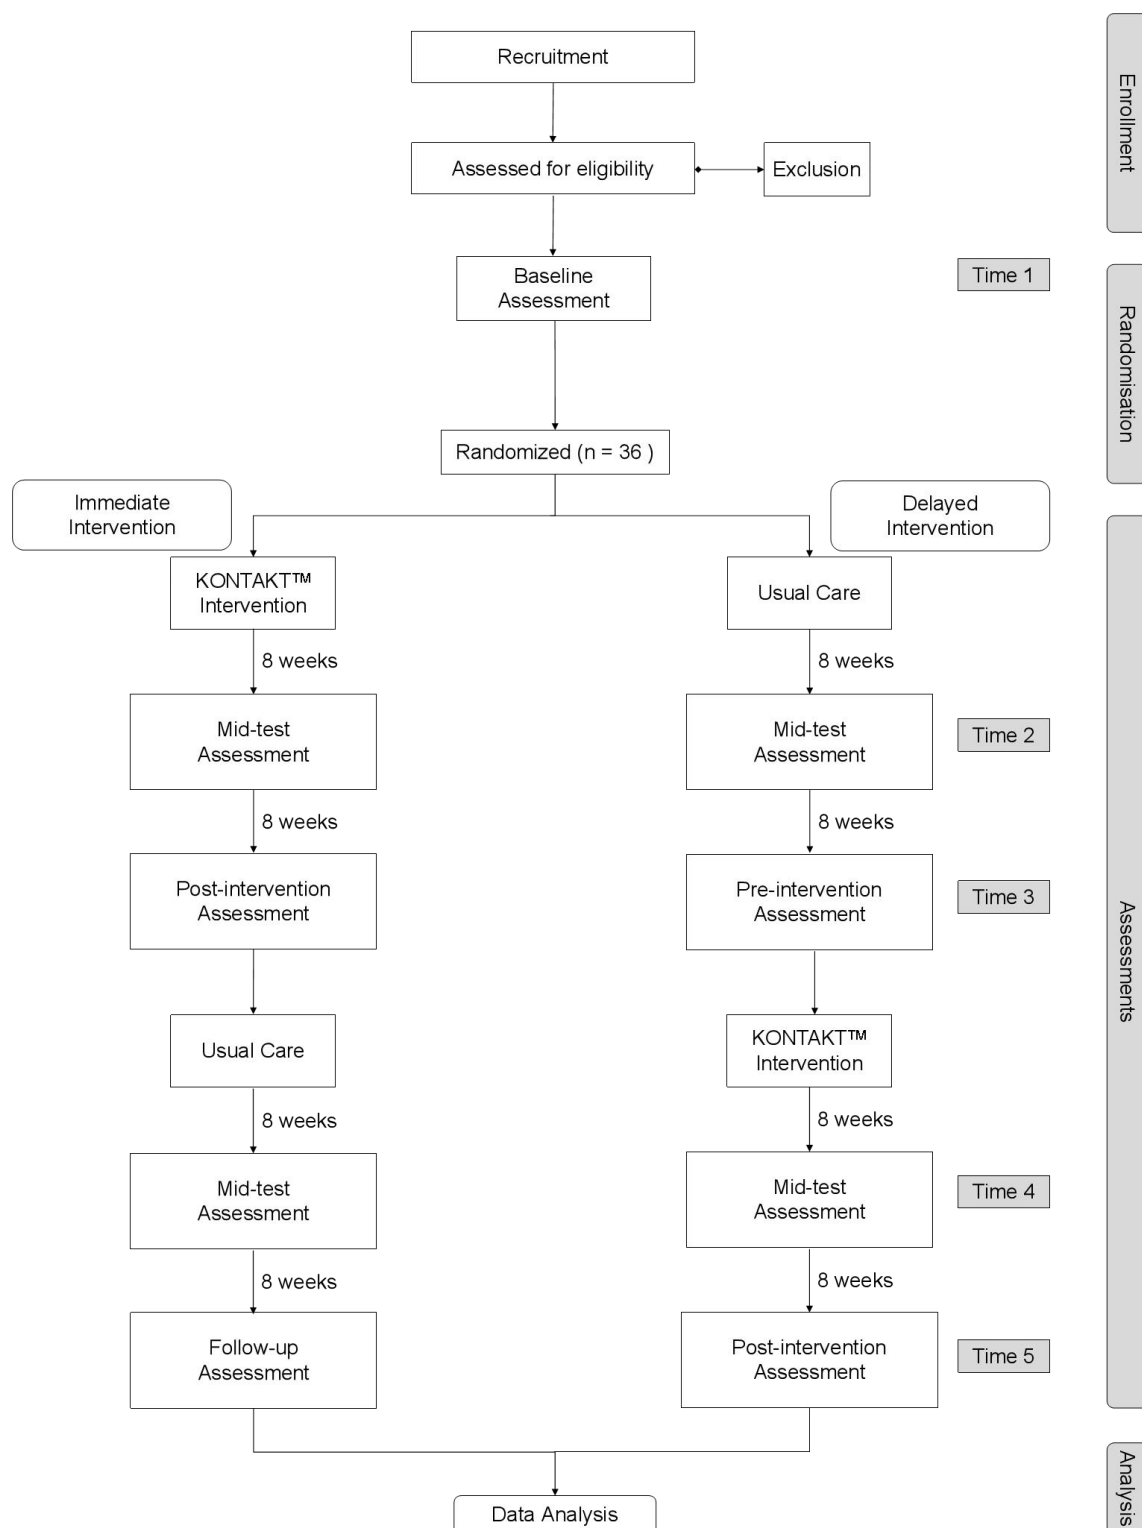 Recruitment
Enrollment
Assessed for eligibility
Exclusion
Baseline
Assessment
Time 1
Randomisation
Randomized (n = 36 )
Immediate
Intervention
Delayed
Intervention
KONTAKT™
Intervention
Usual Care
8 weeks
8 weeks
Mid-test
Assessment
Mid-test
Assessment
Time 2
8 weeks
8 weeks
Post-intervention
Assessment
Pre-intervention
Assessment
Time 3
Assessments
Usual Care
KONTAKT™
Intervention
8 weeks
8 weeks
Mid-test
Assessment
Mid-test
Assessment
Time 4
8 weeks
8 weeks
Follow-up
Assessment
Post-intervention
Assessment
Time 5
Data Analysis
Analysis